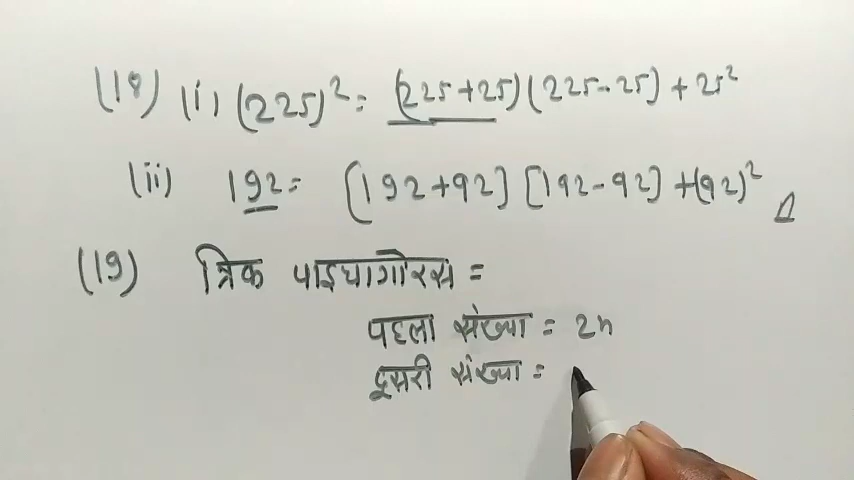 (18) (i) (225)² = (225+25)(225-25)+25²
(ii) 192 = [192+92] [192-92] +(92)²
(19) त्रिक पाइथागोरस =
पहला संख्या = 2n
दूसरी संख्या =